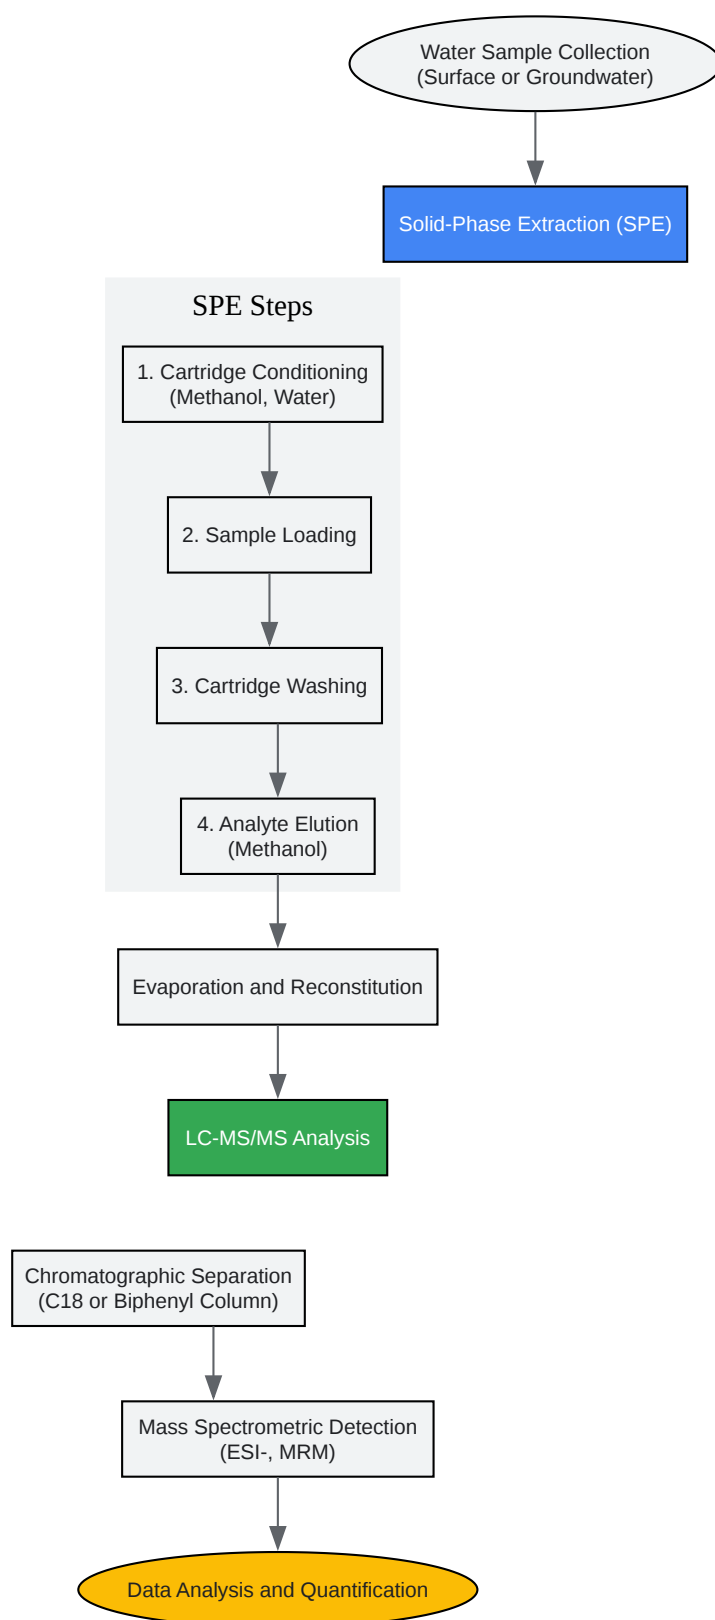 Water Sample Collection
(Surface or Groundwater)
Solid-Phase Extraction (SPE)
SPE Steps
1. Cartridge Conditioning
(Methanol, Water)
2. Sample Loading
3. Cartridge Washing
4. Analyte Elution
(Methanol)
Evaporation and Reconstitution
LC-MS/MS Analysis
Chromatographic Separation
(C18 or Biphenyl Column)
Mass Spectrometric Detection
(ESI-, MRM)
Data Analysis and Quantification